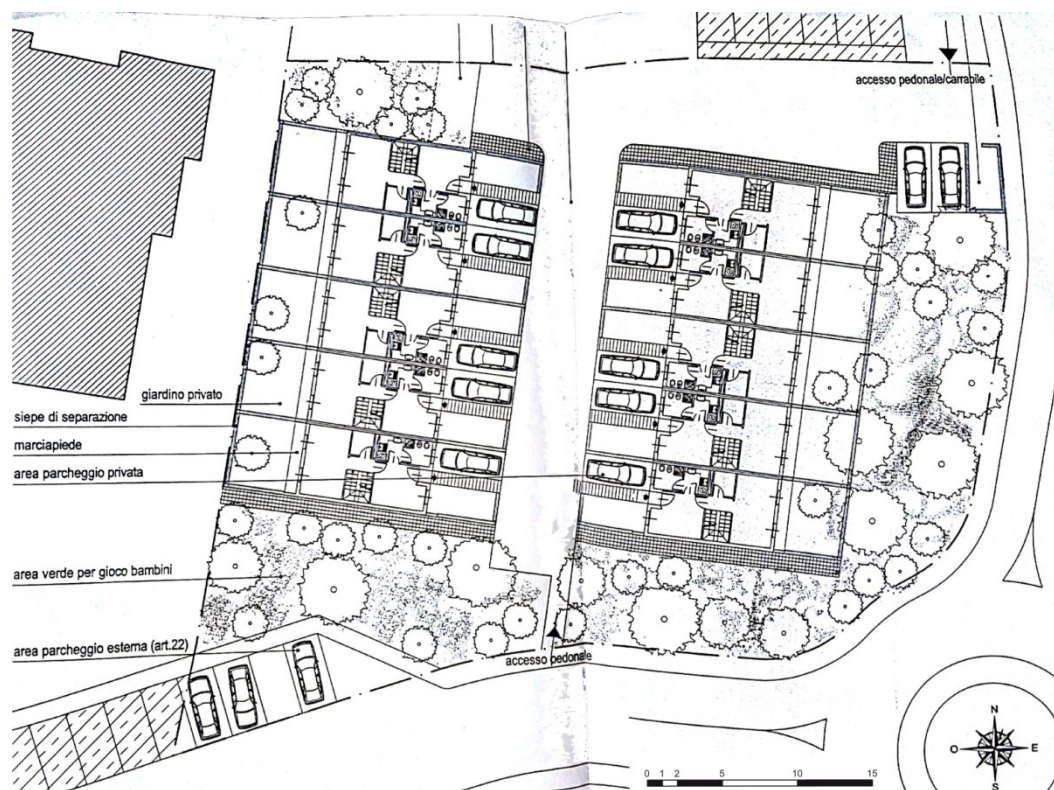 accesso pedonale/carrabile
giardino privato
siepe di separazione
marciapiede
area parcheggio privata
area verde per gioco bambini
area parcheggio esterna (art.22)
accesso pedonale
N
O E
S
0 1 2 5 10 15